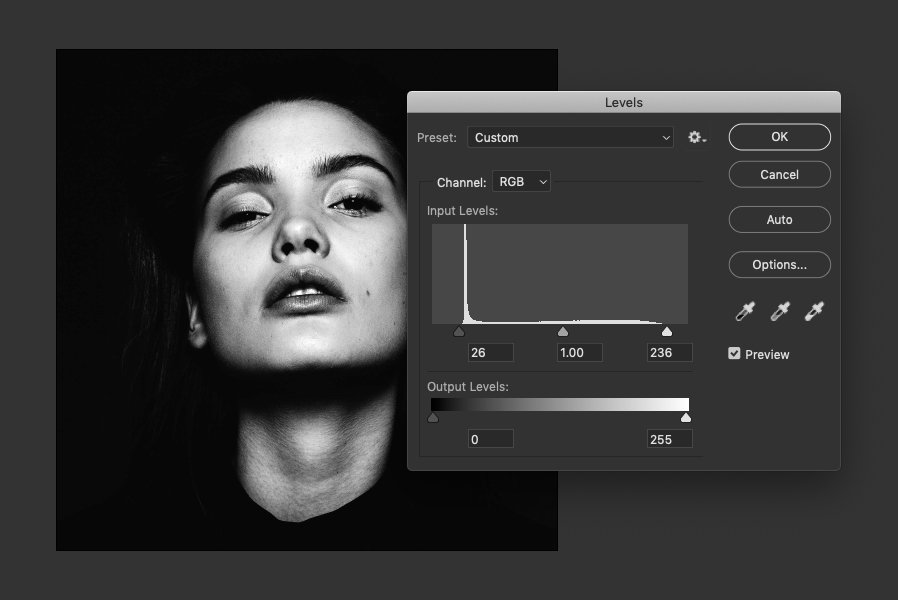 Levels
Preset: Custom
OK
Channel: RGB
Cancel
Input Levels:
Auto
Options...
26 1.00 236
Preview
Output Levels:
0 255